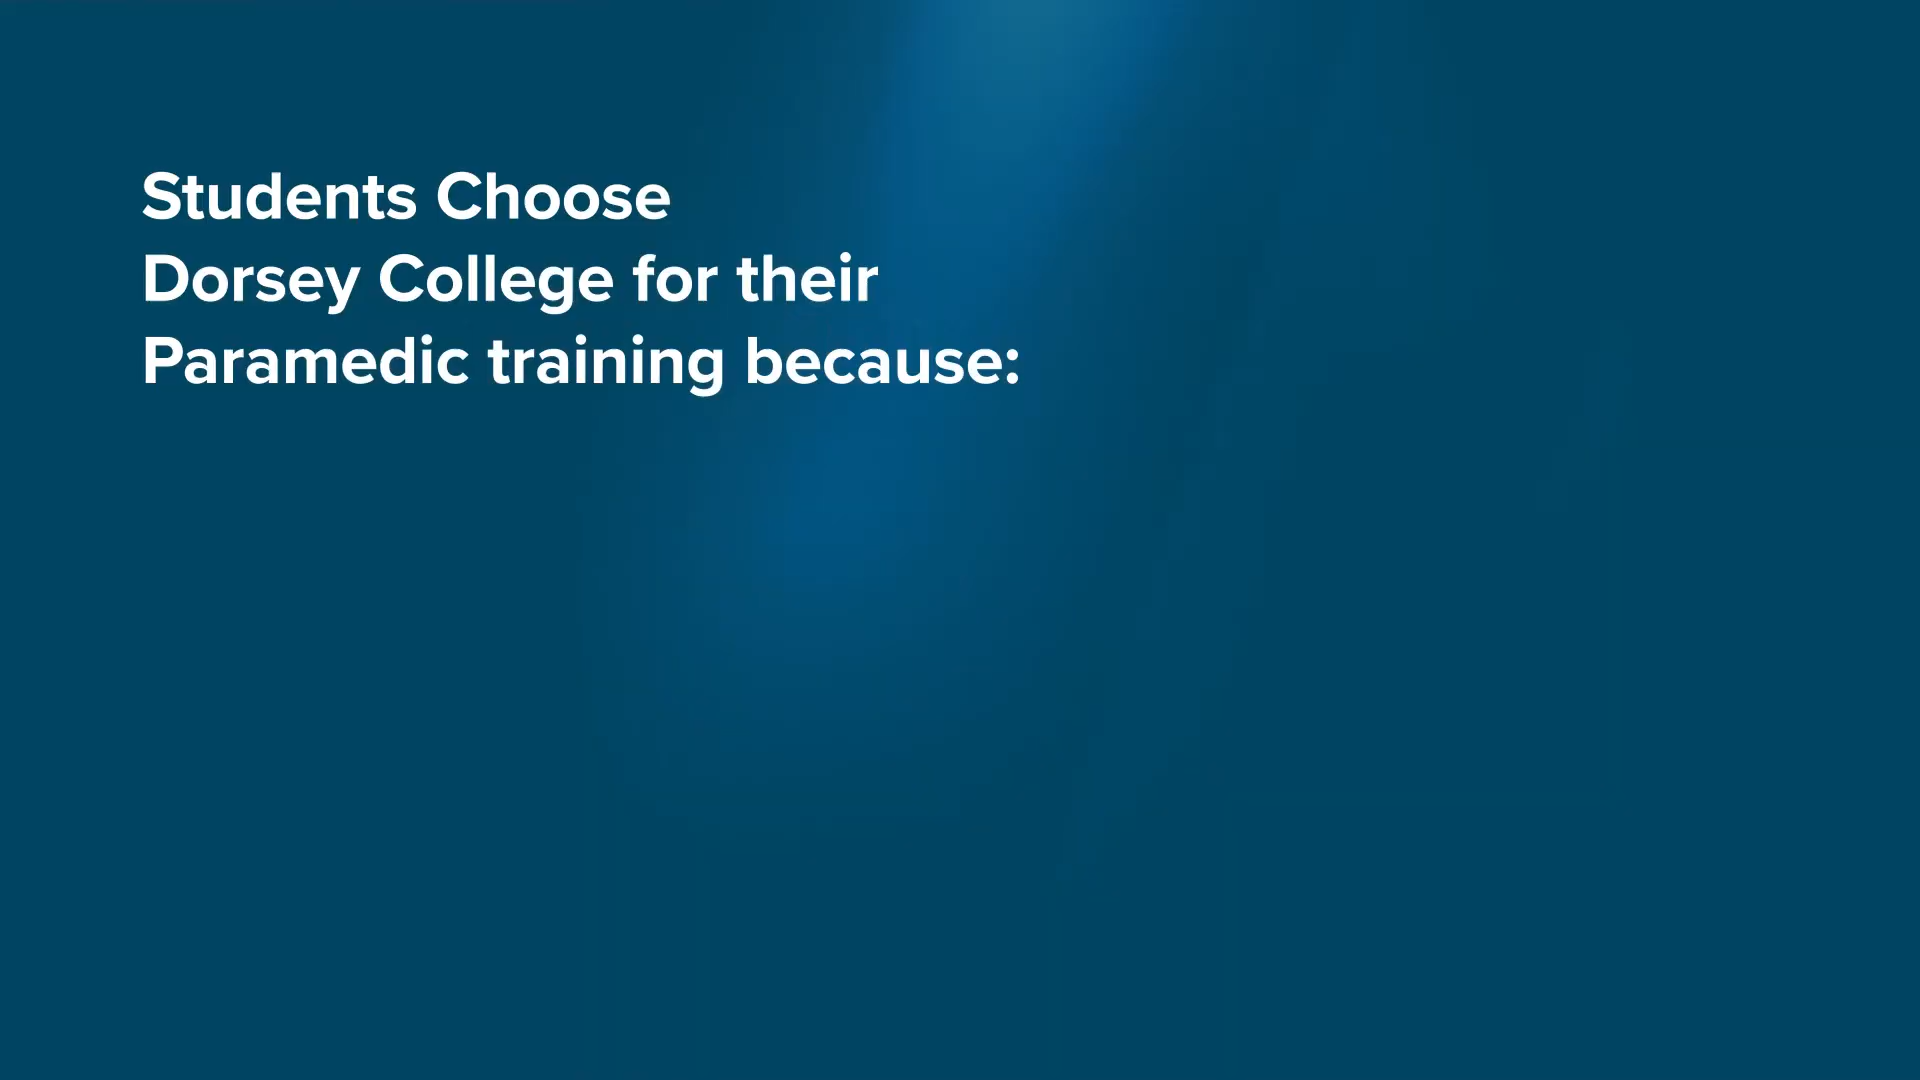 Students Choose
Dorsey College for their
Paramedic training because: